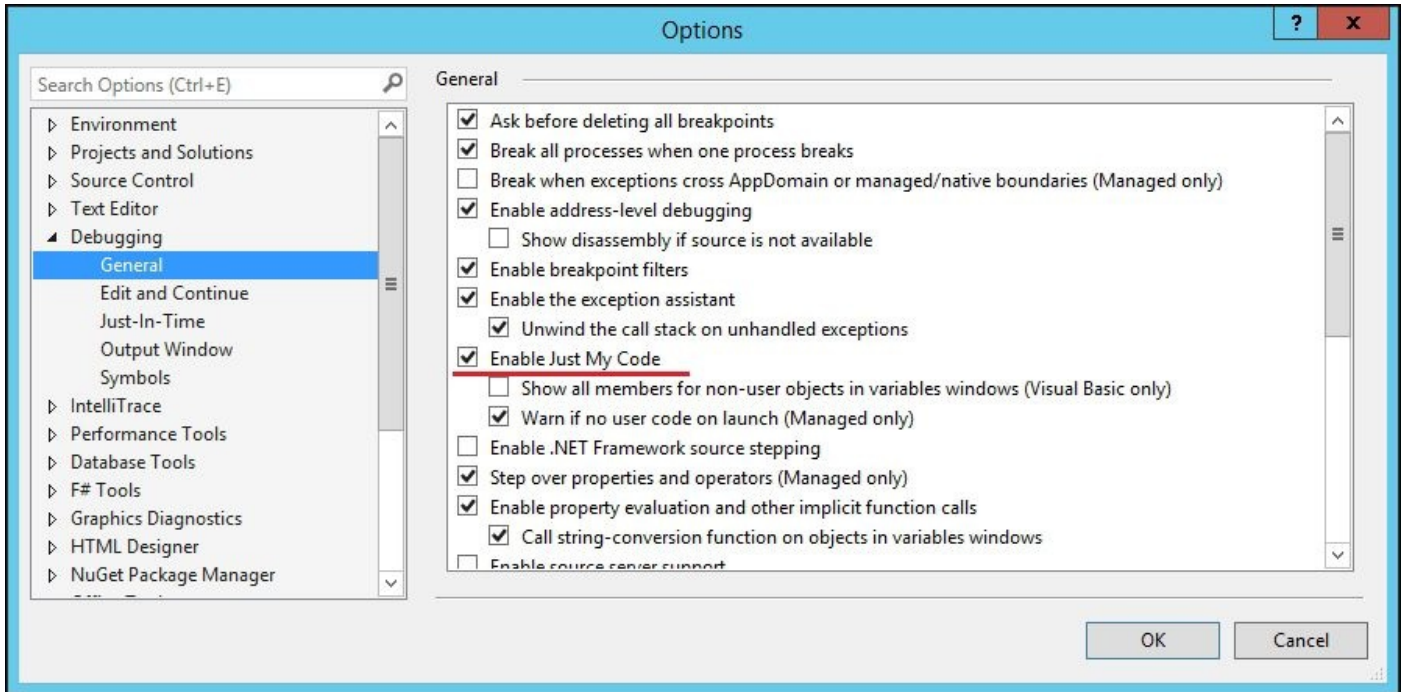 Options
?
x
Search Options (Ctrl+E)
Environment
Projects and Solutions
Source Control
Text Editor
Debugging
General
Edit and Continue
Just-In-Time
Output Window
Symbols
IntelliTrace
Performance Tools
Database Tools
F# Tools
Graphics Diagnostics
HTML Designer
NuGet Package Manager
General
Ask before deleting all breakpoints
Break all processes when one process breaks
Break when exceptions cross AppDomain or managed/native boundaries (Managed only)
Enable address-level debugging
Show disassembly if source is not available
Enable breakpoint filters
Enable the exception assistant
Unwind the call stack on unhandled exceptions
Enable Just My Code
Show all members for non-user objects in variables windows (Visual Basic only)
Warn if no user code on launch (Managed only)
Enable .NET Framework source stepping
Step over properties and operators (Managed only)
Enable property evaluation and other implicit function calls
Call string-conversion function on objects in variables windows
Enable source server support
OK
Cancel